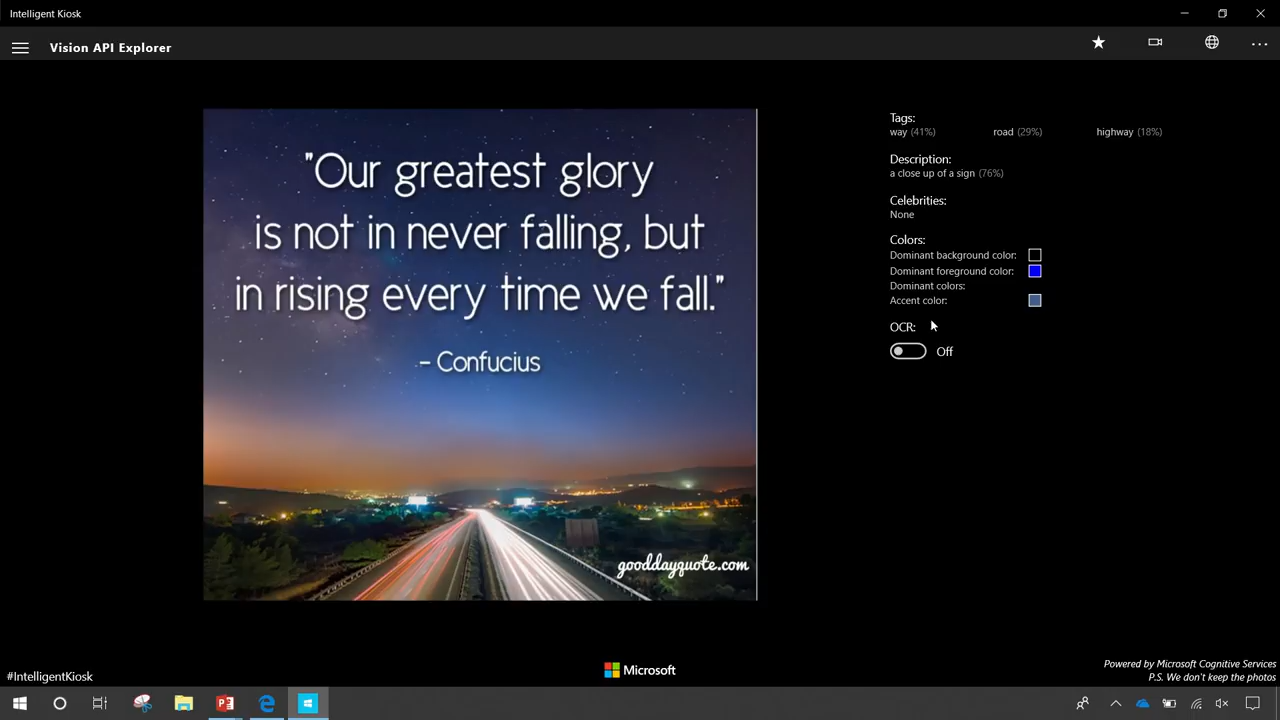 Intelligent Kiosk
Vision API Explorer
"Our greatest glory
is not in never falling, but
in rising every time we fall."
– Confucius
gooddayquote.com
Tags:
way (41%) road (29%) highway (18%)
Description:
a close up of a sign (76%)
Celebrities:
None
Colors:
Dominant background color:
Dominant foreground color:
Dominant colors:
Accent color:
OCR:
Off
#IntelligentKiosk
Microsoft
Powered by Microsoft Cognitive Services
P.S. We don't keep the photos